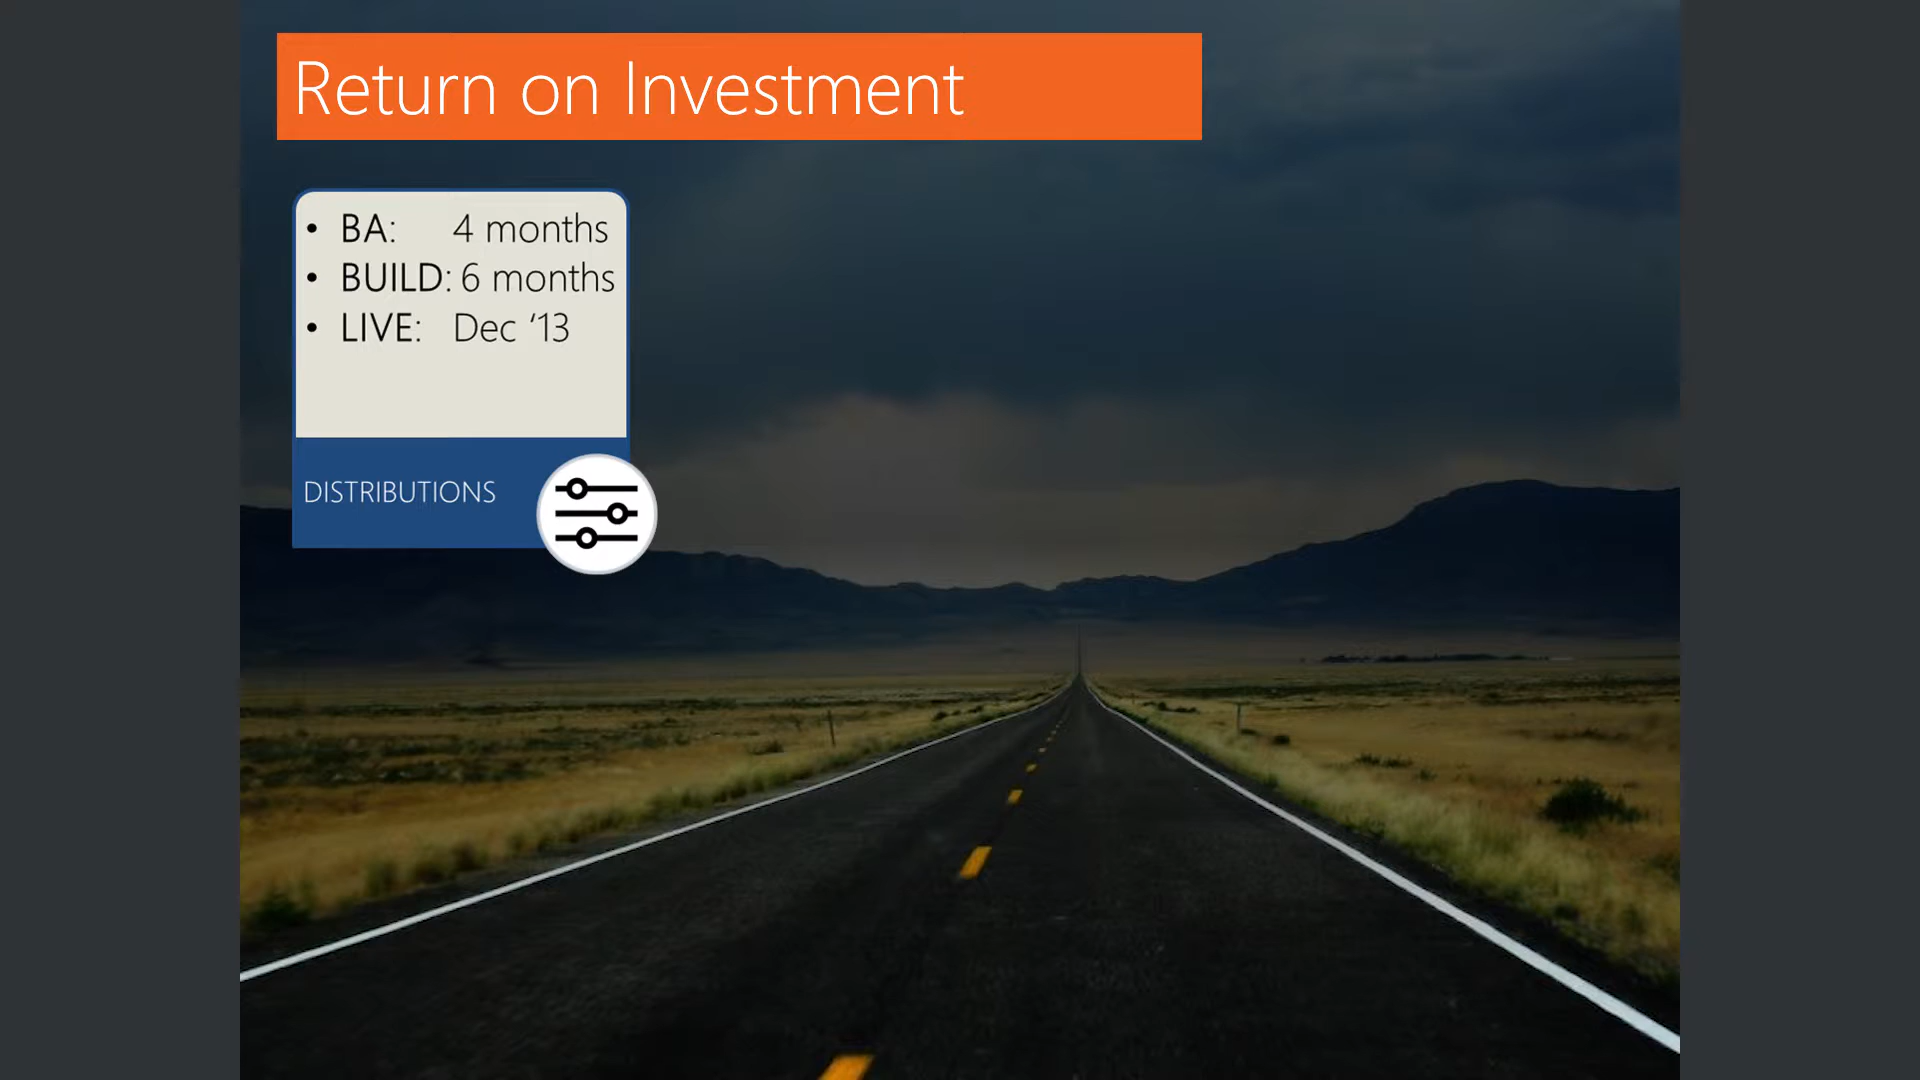 Return on Investment
• BA: 4 months
• BUILD: 6 months
• LIVE: Dec ‘13
DISTRIBUTIONS